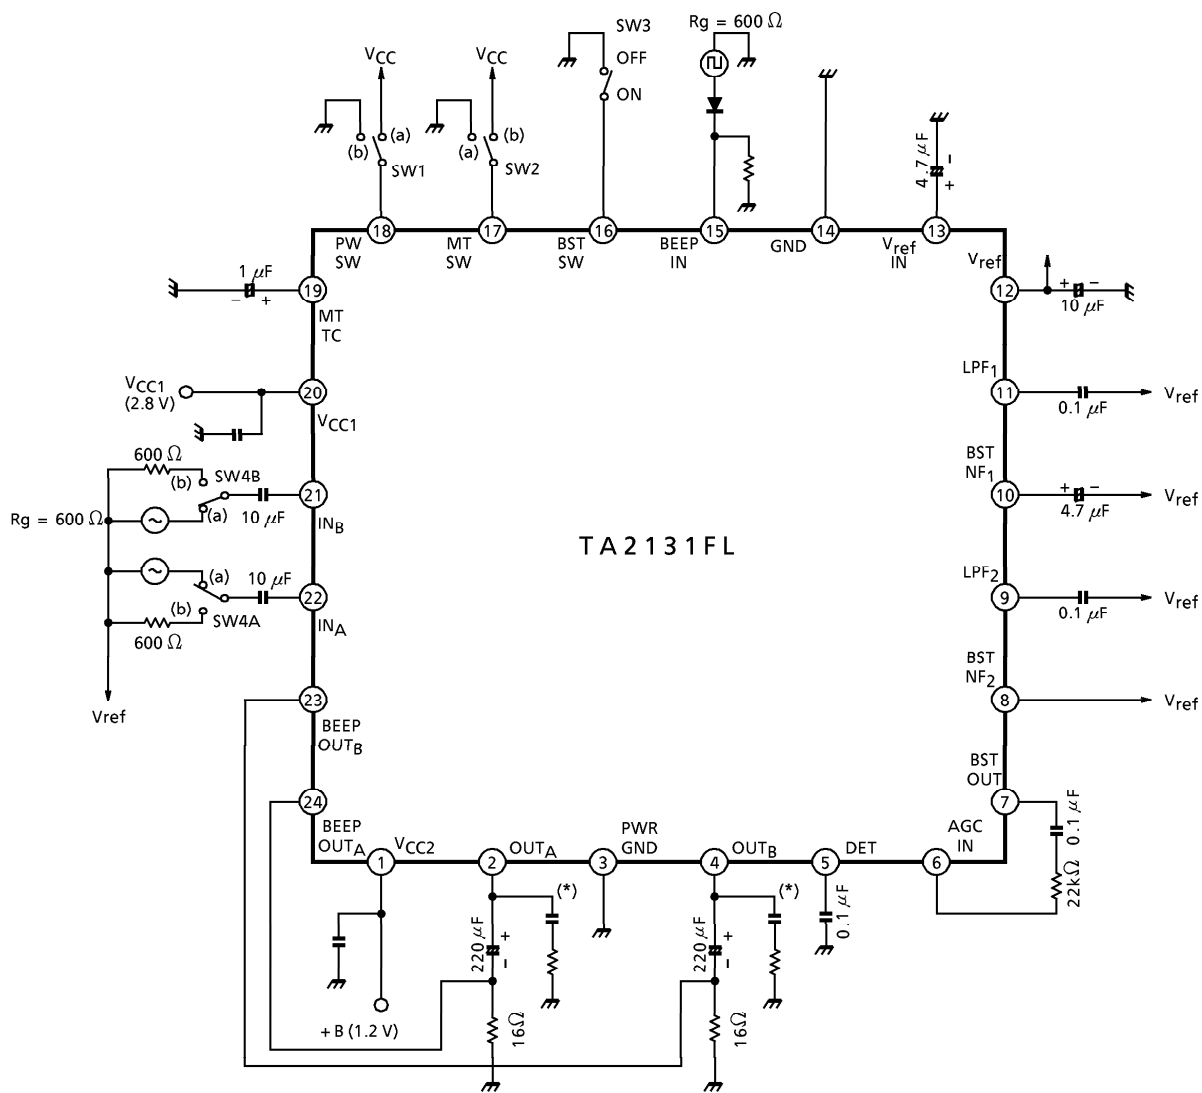 Rg = 600 Ω
SW3
OFF
ON
VCC
VCC
(a)
(b)
SW1
(b)
(a)
SW2
4.7 μF
−
+
18
17
16
15
14
13
PW
SW
MT
SW
BST
SW
BEEP
IN
GND
Vref
IN
Vref
1 μF
−
+
19
MT
TC
12
+
−
10 μF
VCC1
(2.8 V)
20
VCC1
LPF1
11
0.1 μF
Vref
600 Ω
(b)
SW4B
(a)
10 μF
21
INB
BST
NF1
10
+
−
4.7 μF
Vref
Rg = 600 Ω
TA2131FL
(a)
10 μF
(b)
SW4A
600 Ω
22
INA
LPF2
9
0.1 μF
Vref
Vref
23
BEEP
OUTB
BST
NF2
8
Vref
24
BEEP
OUTA
BST
OUT
7
0.1 μF
22kΩ
1
VCC2
2
OUTA
PWR
GND
3
4
OUTB
5
DET
AGC
IN
6
(*)
220 μF
+
−
16Ω
(*)
220 μF
+
−
16Ω
0.1 μF
+B (1.2 V)